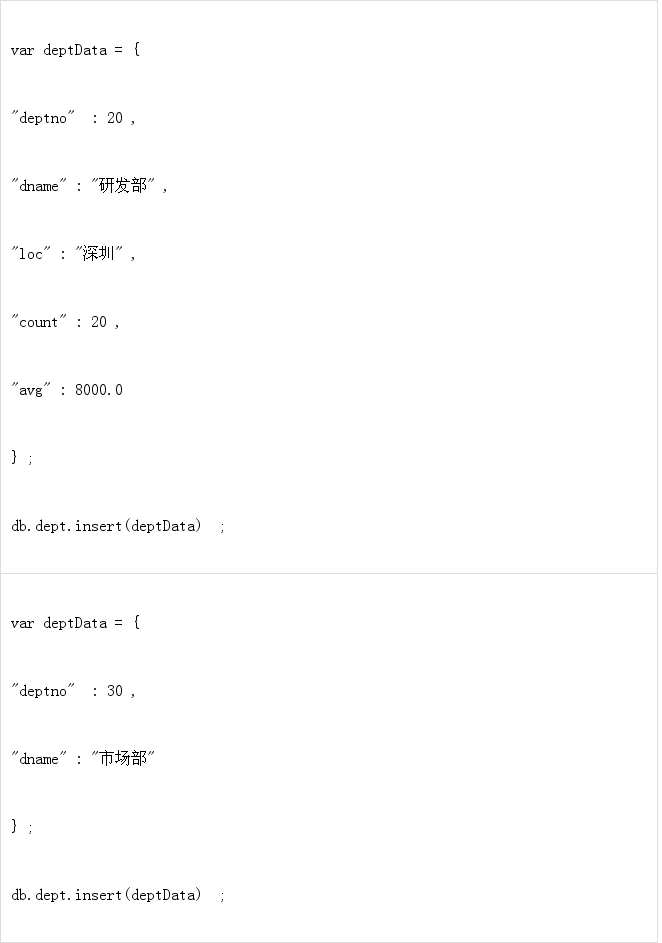 var deptData = {
"deptno"  : 20 ,
"dname" : "研发部" ,
"loc" : "深圳" ,
"count" : 20 ,
"avg" : 8000.0
} ;
db.dept.insert(deptData)  ;
var deptData = {
"deptno"  : 30 ,
"dname" : "市场部"
} ;
db.dept.insert(deptData)  ;